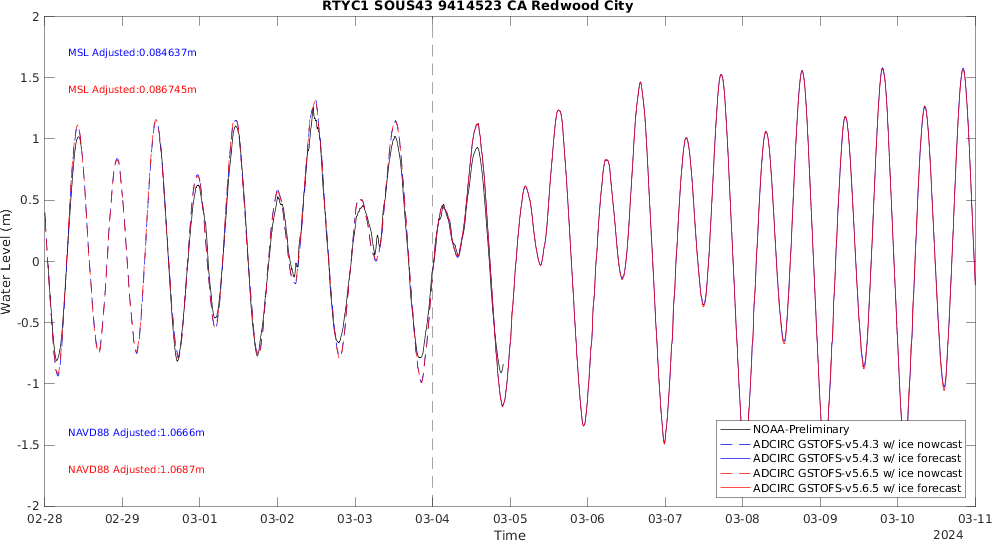 RTYC1 SOUS43 9414523 CA Redwood City
2
1.5
1
0.5
0
-0.5
-1
-1.5
-2
Water Level (m)
MSL Adjusted:0.084637m
MSL Adjusted:0.086745m
NAVD88 Adjusted:1.0666m
NAVD88 Adjusted:1.0687m
NOAA-Preliminary
ADCIRC GSTOFS-v5.4.3 w/ ice nowcast
ADCIRC GSTOFS-v5.4.3 w/ ice forecast
ADCIRC GSTOFS-v5.6.5 w/ ice nowcast
ADCIRC GSTOFS-v5.6.5 w/ ice forecast
02-28 02-29 03-01 03-02 03-03 03-04 03-05 03-06 03-07 03-08 03-09 03-10 03-11
Time
2024